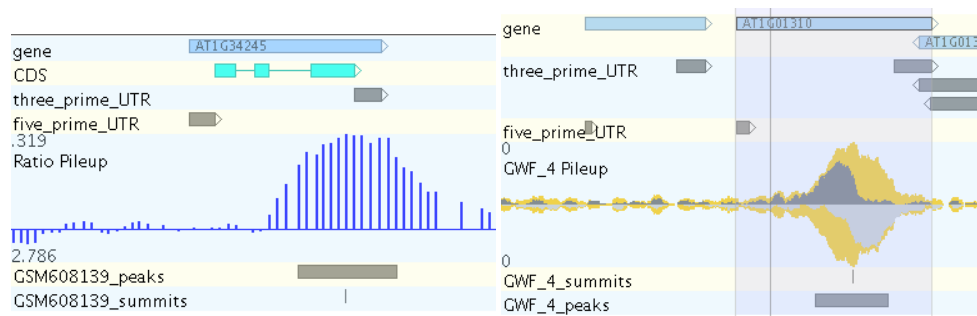 gene
AT1G34245
CDS
three_prime_UTR
five_prime_UTR
.319
Ratio Pileup
2.786
GSM608139_peaks
GSM608139_summits
gene
AT1G01310
AT1G013
three_prime_UTR
five_prime_UTR
0
GWF_4 Pileup
0
GWF_4_summits
GWF_4_peaks